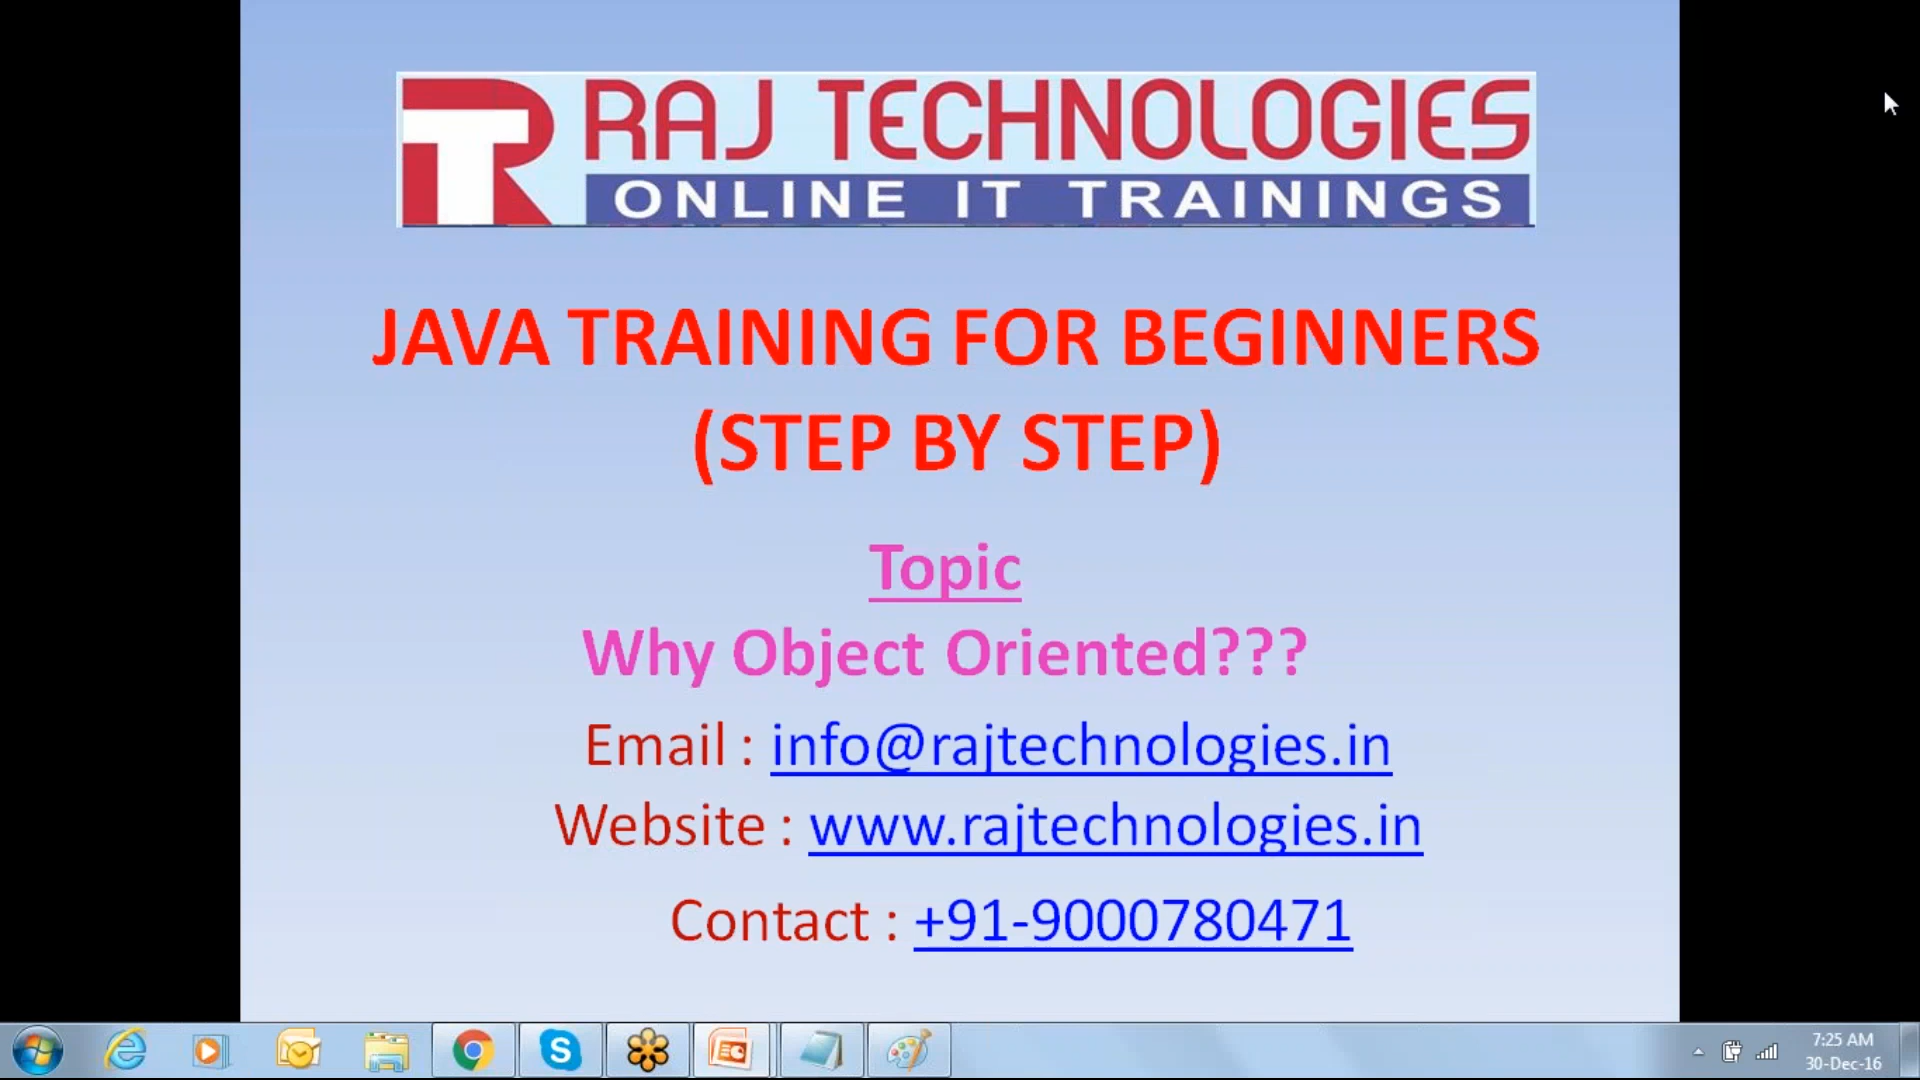 RAJ TECHNOLOGIES
ONLINE IT TRAININGS
JAVA TRAINING FOR BEGINNERS
(STEP BY STEP)
Topic
Why Object Oriented???
Email : info@rajtechnologies.in
Website : www.rajtechnologies.in
Contact : +91-9000780471
7:25 AM
30-Dec-16